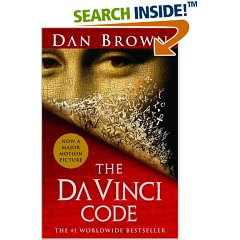 SEARCH INSIDE!™
DAN BROWN
NOW A
MAJOR
MOTION
PICTURE
THE
DA VINCI
CODE
THE #1 WORLDWIDE BESTSELLER